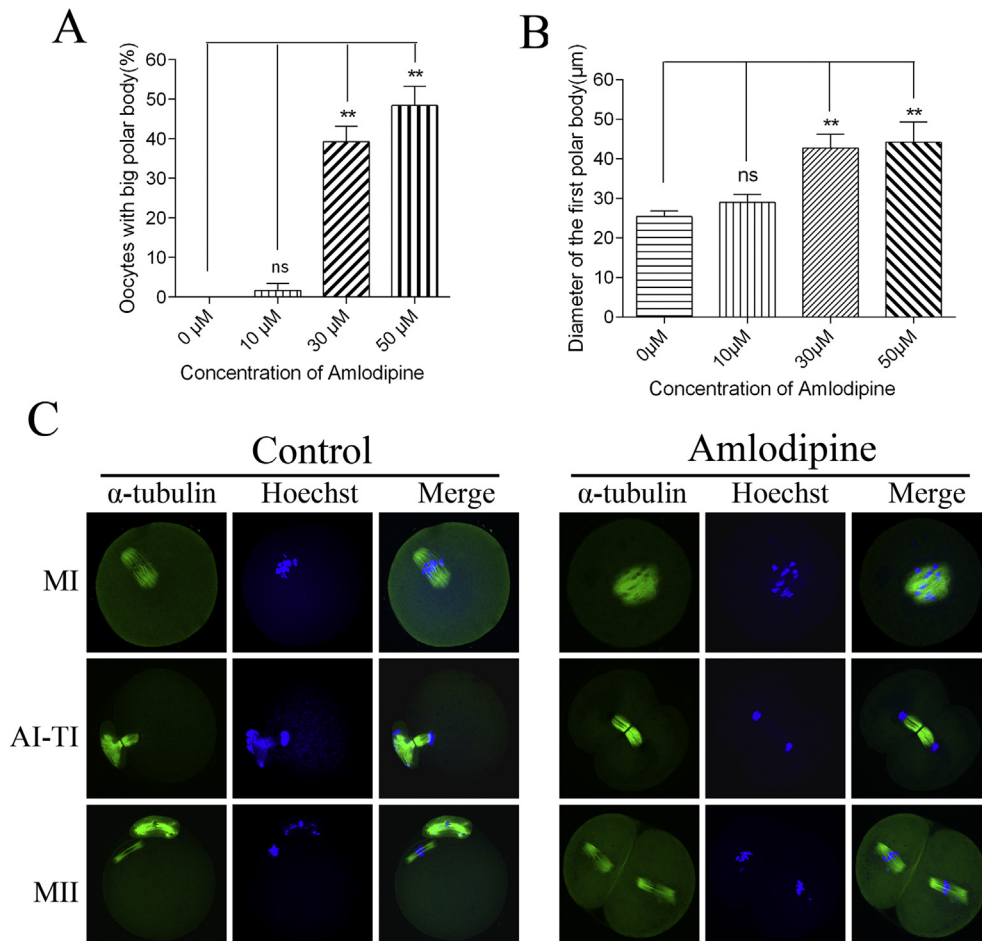 A
Oocytes with big polar body(%)
60
50
40
30
20
10
0
ns
**
**
0 μM
10 μM
30 μM
50 μM
Concentration of Amlodipine
B
Diameter of the first polar body(μm)
60
50
40
30
20
10
0
ns
**
**
0μM
10μM
30μM
50μM
Concentration of Amlodipine
C
Control
Amlodipine
α-tubulin Hoechst Merge
α-tubulin Hoechst Merge
MI
AI-TI
MII